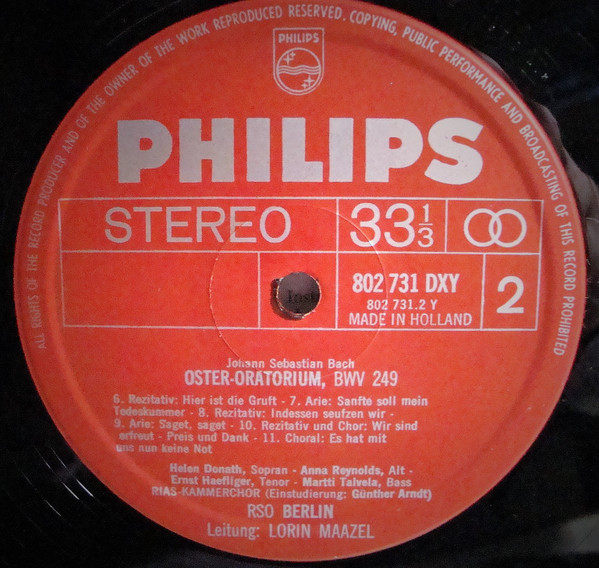 ALL RIGHTS OF THE RECORD PRODUCER AND OF THE OWNER OF THE WORK REPRODUCED RESERVED. COPYING, PUBLIC PERFORMANCE AND BROADCASTING OF THIS RECORD PROHIBITED
PHILIPS
PHILIPS
STEREO 33 1/3
802 731 DXY
802 731.2 Y
MADE IN HOLLAND
2
Johann Sebastian Bach
OSTER-ORATORIUM, BWV 249
6. Rezitativ: Hier ist die Gruft - 7. Arie: Sanfte soll mein
Todeskummer - 8. Rezitativ: Indessen seufzen wir -
9. Arie: Saget, saget - 10. Rezitativ und Chor: Wir sind
erfreut - Preis und Dank - 11. Choral: Es hat mit
uns nun keine Not
Helen Donath, Sopran - Anna Reynolds, Alt -
Ernst Haefliger, Tenor - Martti Talvela, Bass
RIAS-KAMMERCHOR (Einstudierung: Günther Arndt)
RSO BERLIN
Leitung: LORIN MAAZEL